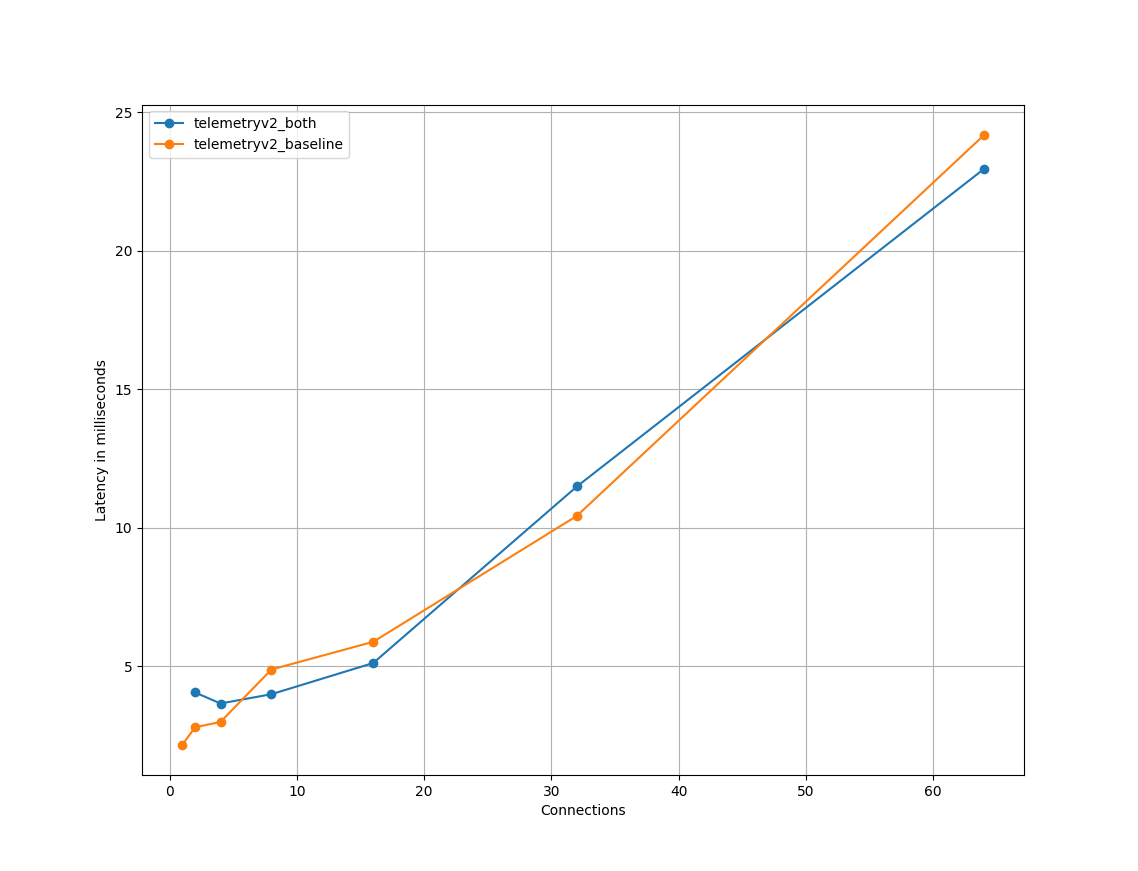 telemetryv2_both
telemetryv2_baseline
Latency in milliseconds
25
20
15
10
5
0 10 20 30 40 50 60
Connections